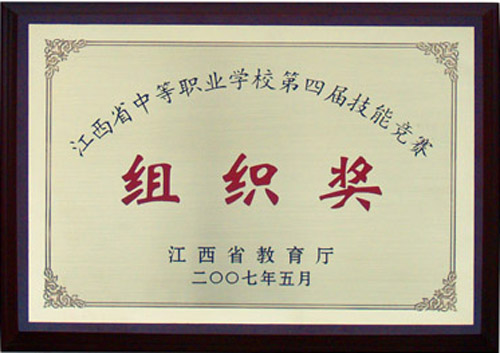 江西省中等职业学校第四届技能竞赛
组织奖
江西省教育厅
二〇〇七年五月